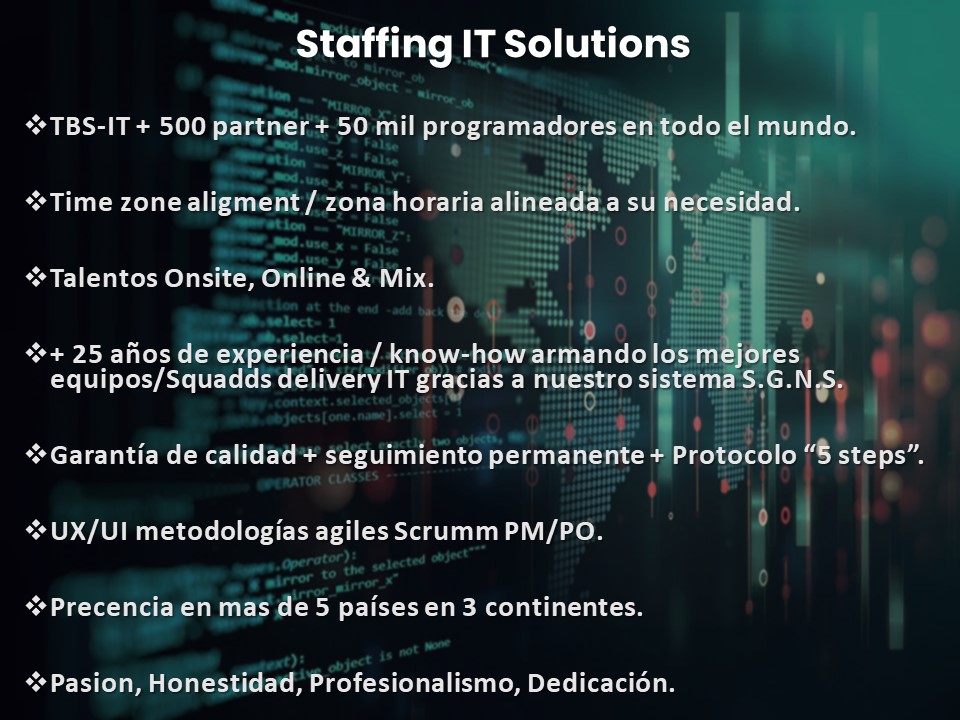 Staffing IT Solutions
❖TBS-IT + 500 partner + 50 mil programadores en todo el mundo.
❖Time zone aligment / zona horaria alineada a su necesidad.
❖Talentos Onsite, Online & Mix.
❖+ 25 años de experiencia / know-how armando los mejores
equipos/Squadds delivery IT gracias a nuestro sistema S.G.N.S.
❖Garantía de calidad + seguimiento permanente + Protocolo “5 steps”.
❖UX/UI metodologías agiles Scrumm PM/PO.
❖Precencia en mas de 5 países en 3 continentes.
❖Pasion, Honestidad, Profesionalismo, Dedicación.